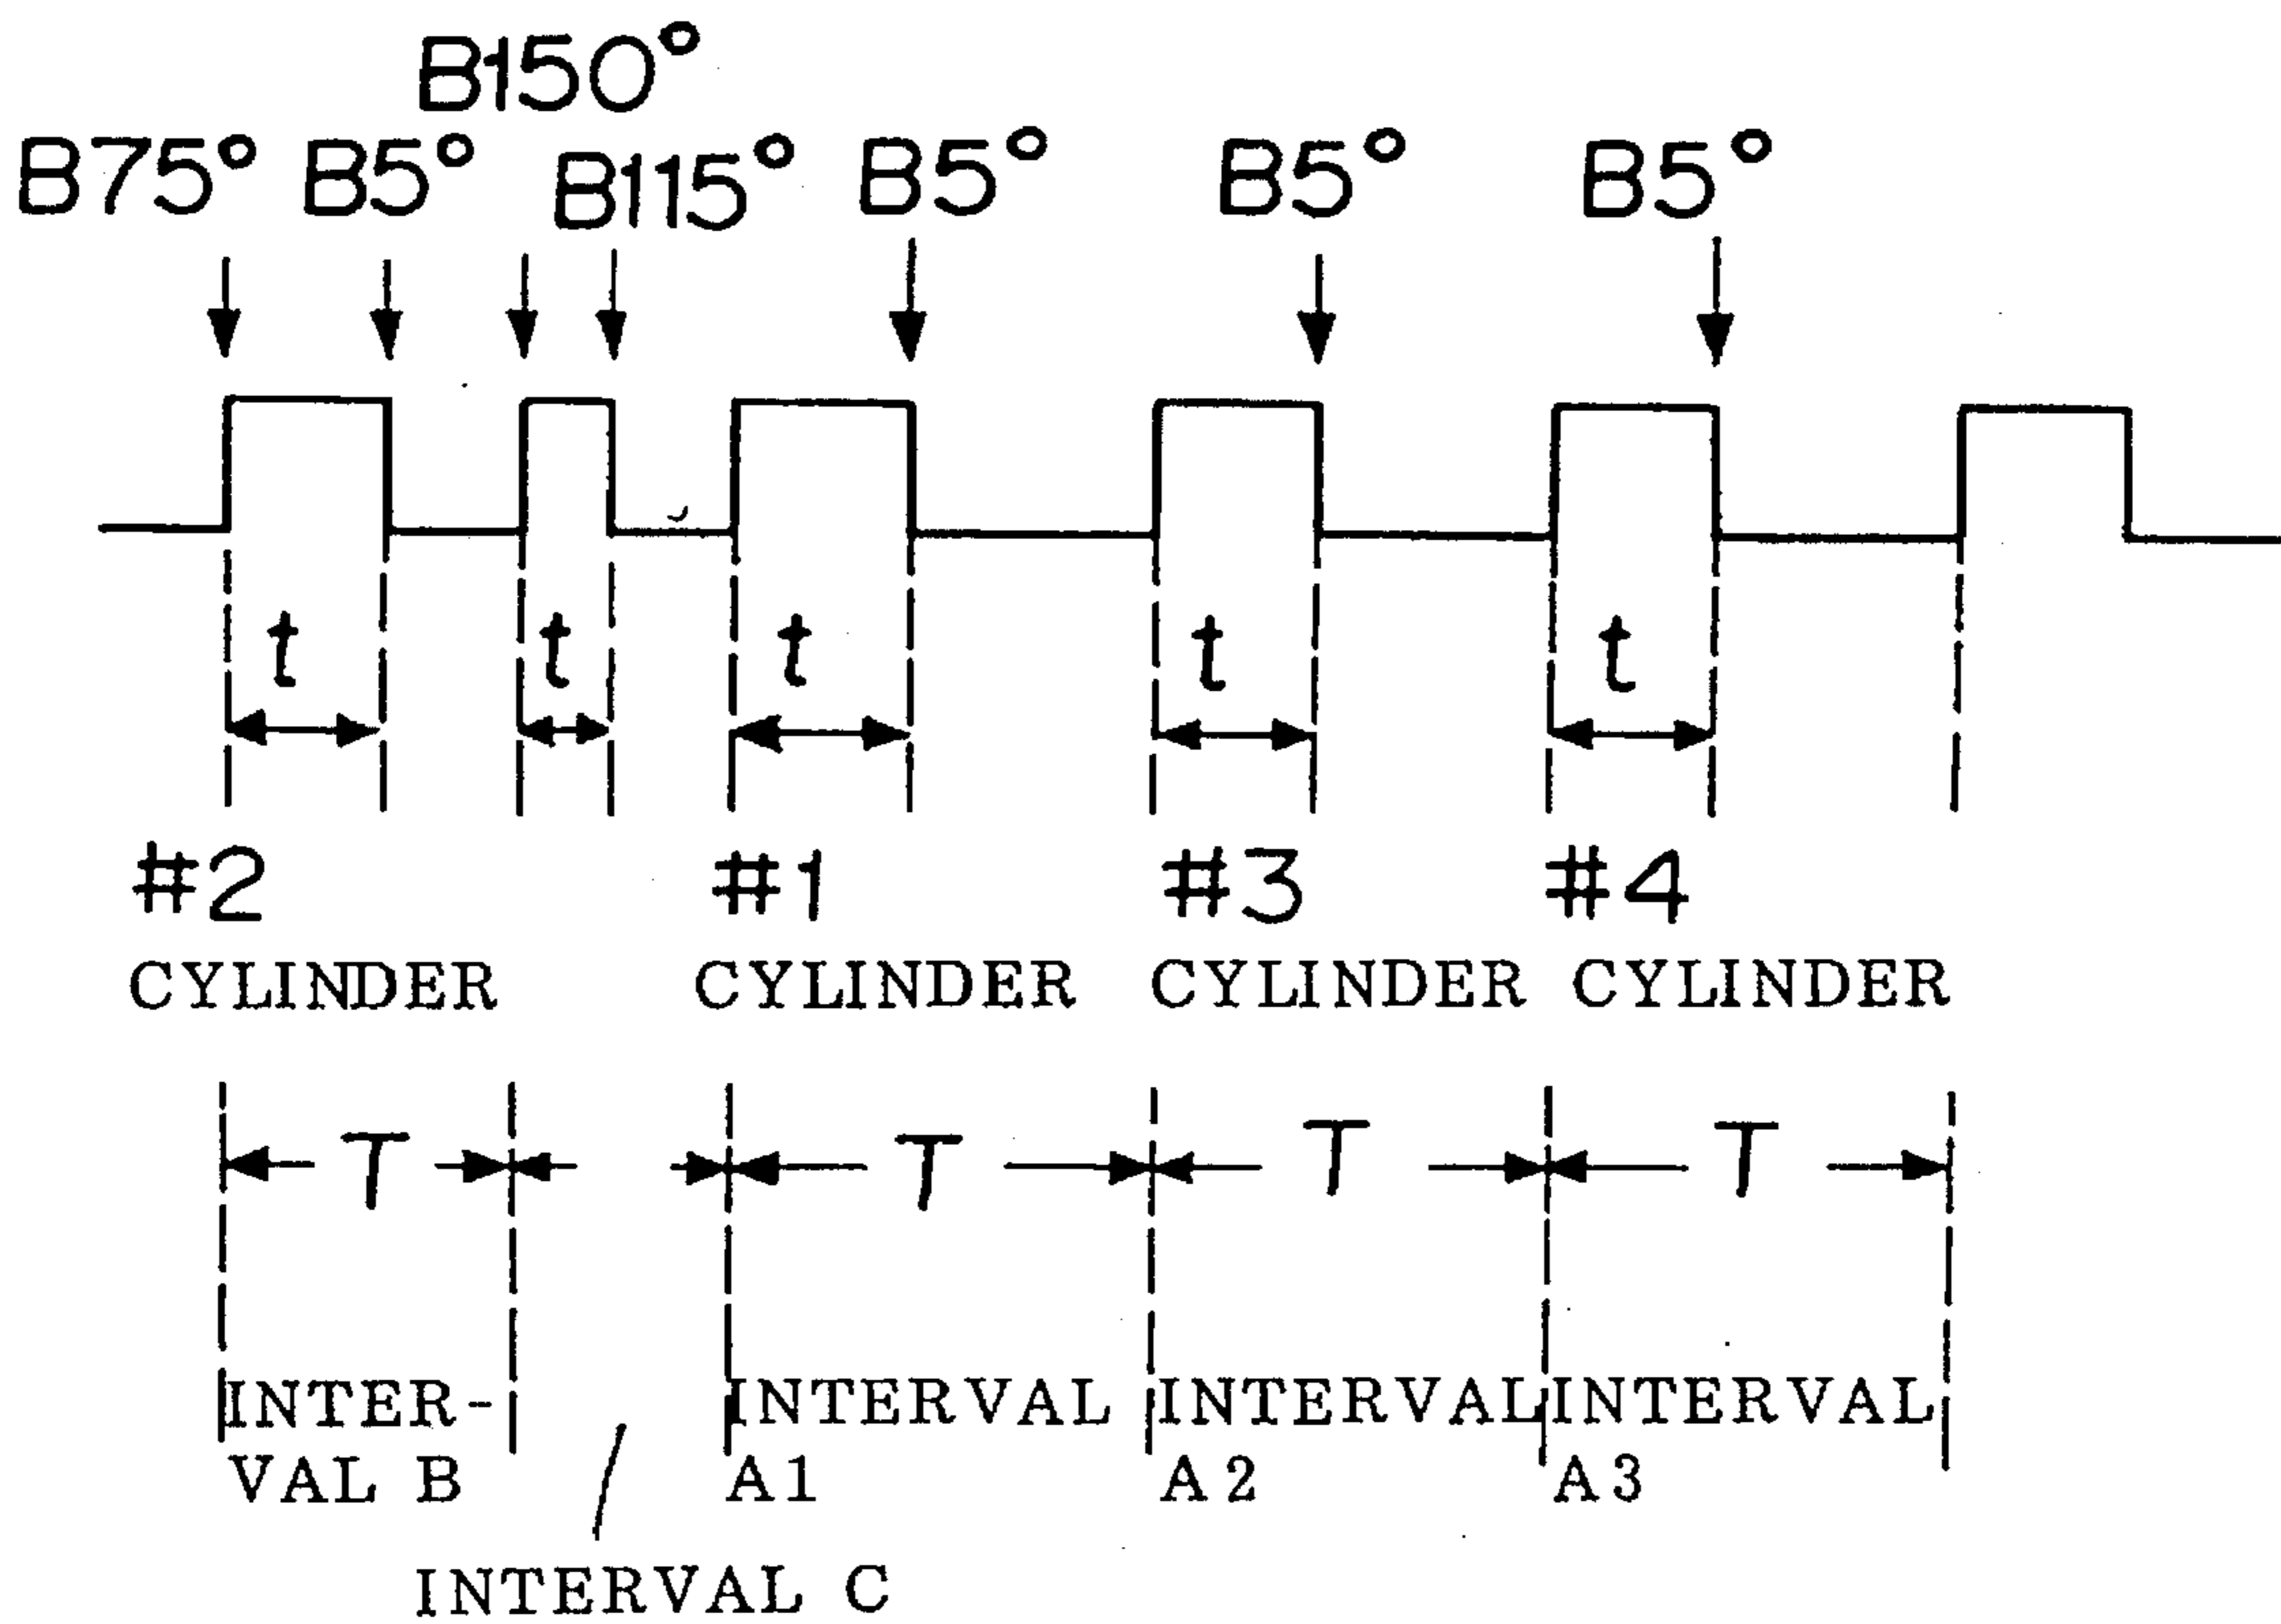 B150°
B75° B5° B115° B5° B5° B5°
t t t t t
#2 #1 #3 #4
CYLINDER CYLINDER CYLINDER CYLINDER
T T T T
INTER- INTERVAL INTERVAL INTERVAL
VAL B A1 A2 A3
INTERVAL C